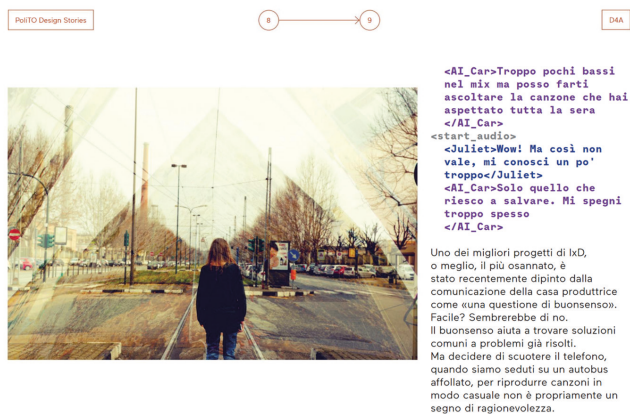 PoliTO Design Stories
8
9
D4A
<AI_Car>Troppo pochi bassi
nel mix ma posso farti
ascoltare la canzone che hai
aspettato tutta la sera
</AI_Car>
<start_audio>
<Juliet>Wow! Ma così non
vale, mi conosci un po'
troppo</Juliet>
<AI_Car>Solo quello che
riesco a salvare. Mi spegni
troppo spesso
</AI_Car>
Uno dei migliori progetti di IxD,
o meglio, il più osannato, è
stato recentemente dipinto dalla
comunicazione della casa produttrice
come «una questione di buonsenso».
Facile? Sembrerebbe di no.
Il buonsenso aiuta a trovare soluzioni
comuni a problemi già risolti.
Ma decidere di scuotere il telefono,
quando siamo seduti su un autobus
affollato, per riprodurre canzoni in
modo casuale non è propriamente un
segno di ragionevolezza.